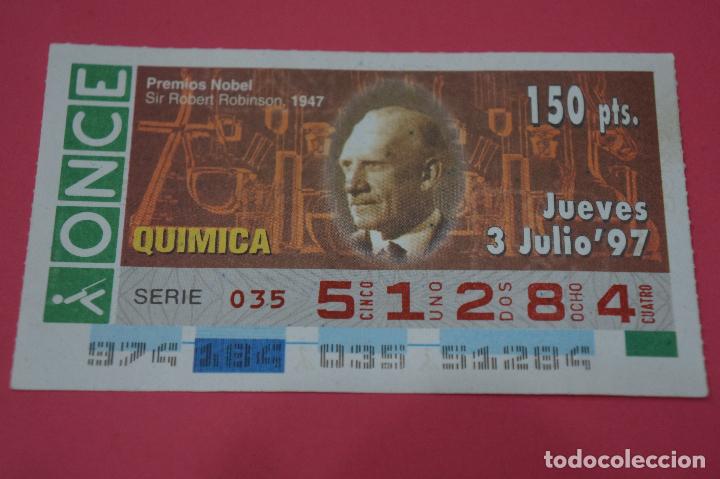 ONCE
Premios Nobel
Sir Robert Robinson, 1947
150 pts.
QUIMICA
Jueves
3 Julio '97
SERIE 035 5 CINCO 1 UNO 2 DOS 8 OCHO 4 CUATRO
974 184 035 51284
todocoleccion